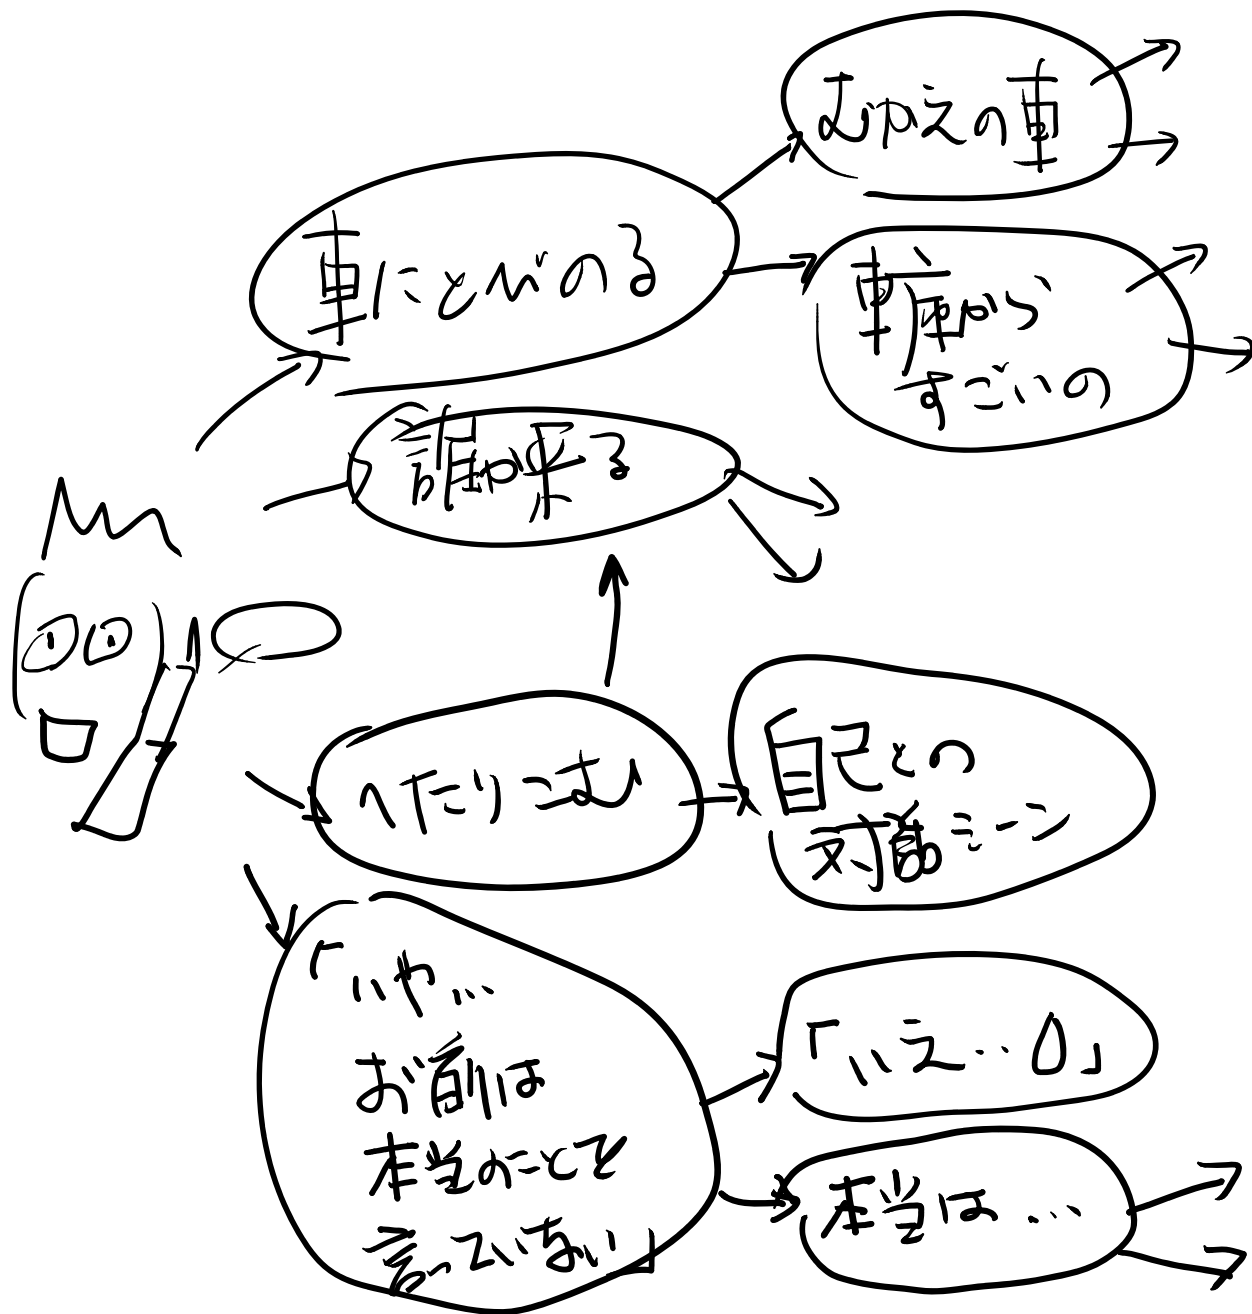 むかえの車
車にとびのる
車庫から
すごいの
誰か来る
へたりこむ
自己との
対面シーン
「いや…
お前は
本当のことを
言っていない」
「いえ…0」
本当は…